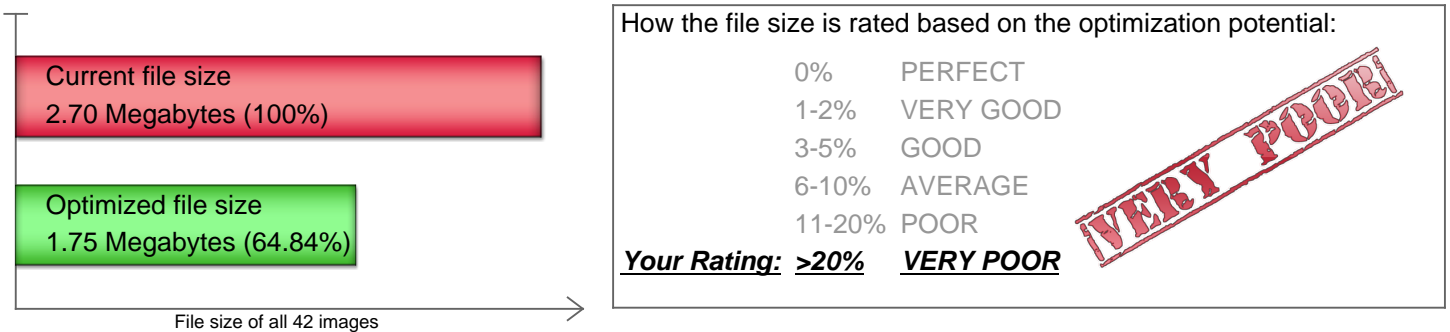 Current file size
2.70 Megabytes (100%)
Optimized file size
1.75 Megabytes (64.84%)
File size of all 42 images
How the file size is rated based on the optimization potential:
0% PERFECT
1-2% VERY GOOD
3-5% GOOD
6-10% AVERAGE
11-20% POOR
Your Rating: >20% VERY POOR
VERY POOR